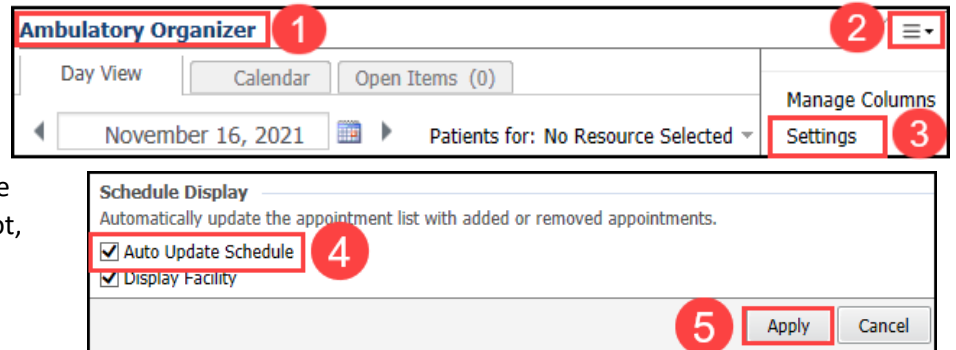 Ambulatory Organizer 1 2
Day View Calendar Open Items (0)
Manage Columns
November 16, 2021 Patients for: No Resource Selected Settings 3
Schedule Display
Automatically update the appointment list with added or removed appointments.
Auto Update Schedule 4
Display Facility
5 Apply Cancel